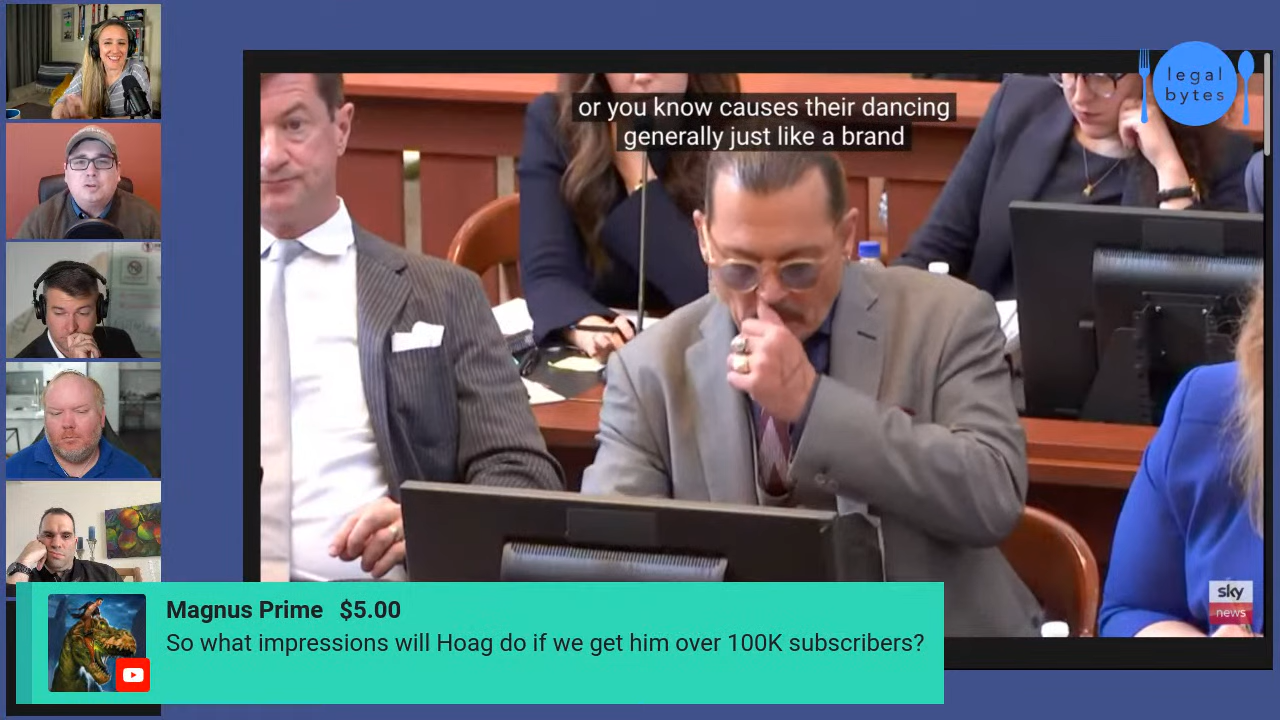 or you know causes their dancing
generally just like a brand
legal
bytes
sky
news
Magnus Prime $5.00
So what impressions will Hoag do if we get him over 100K subscribers?